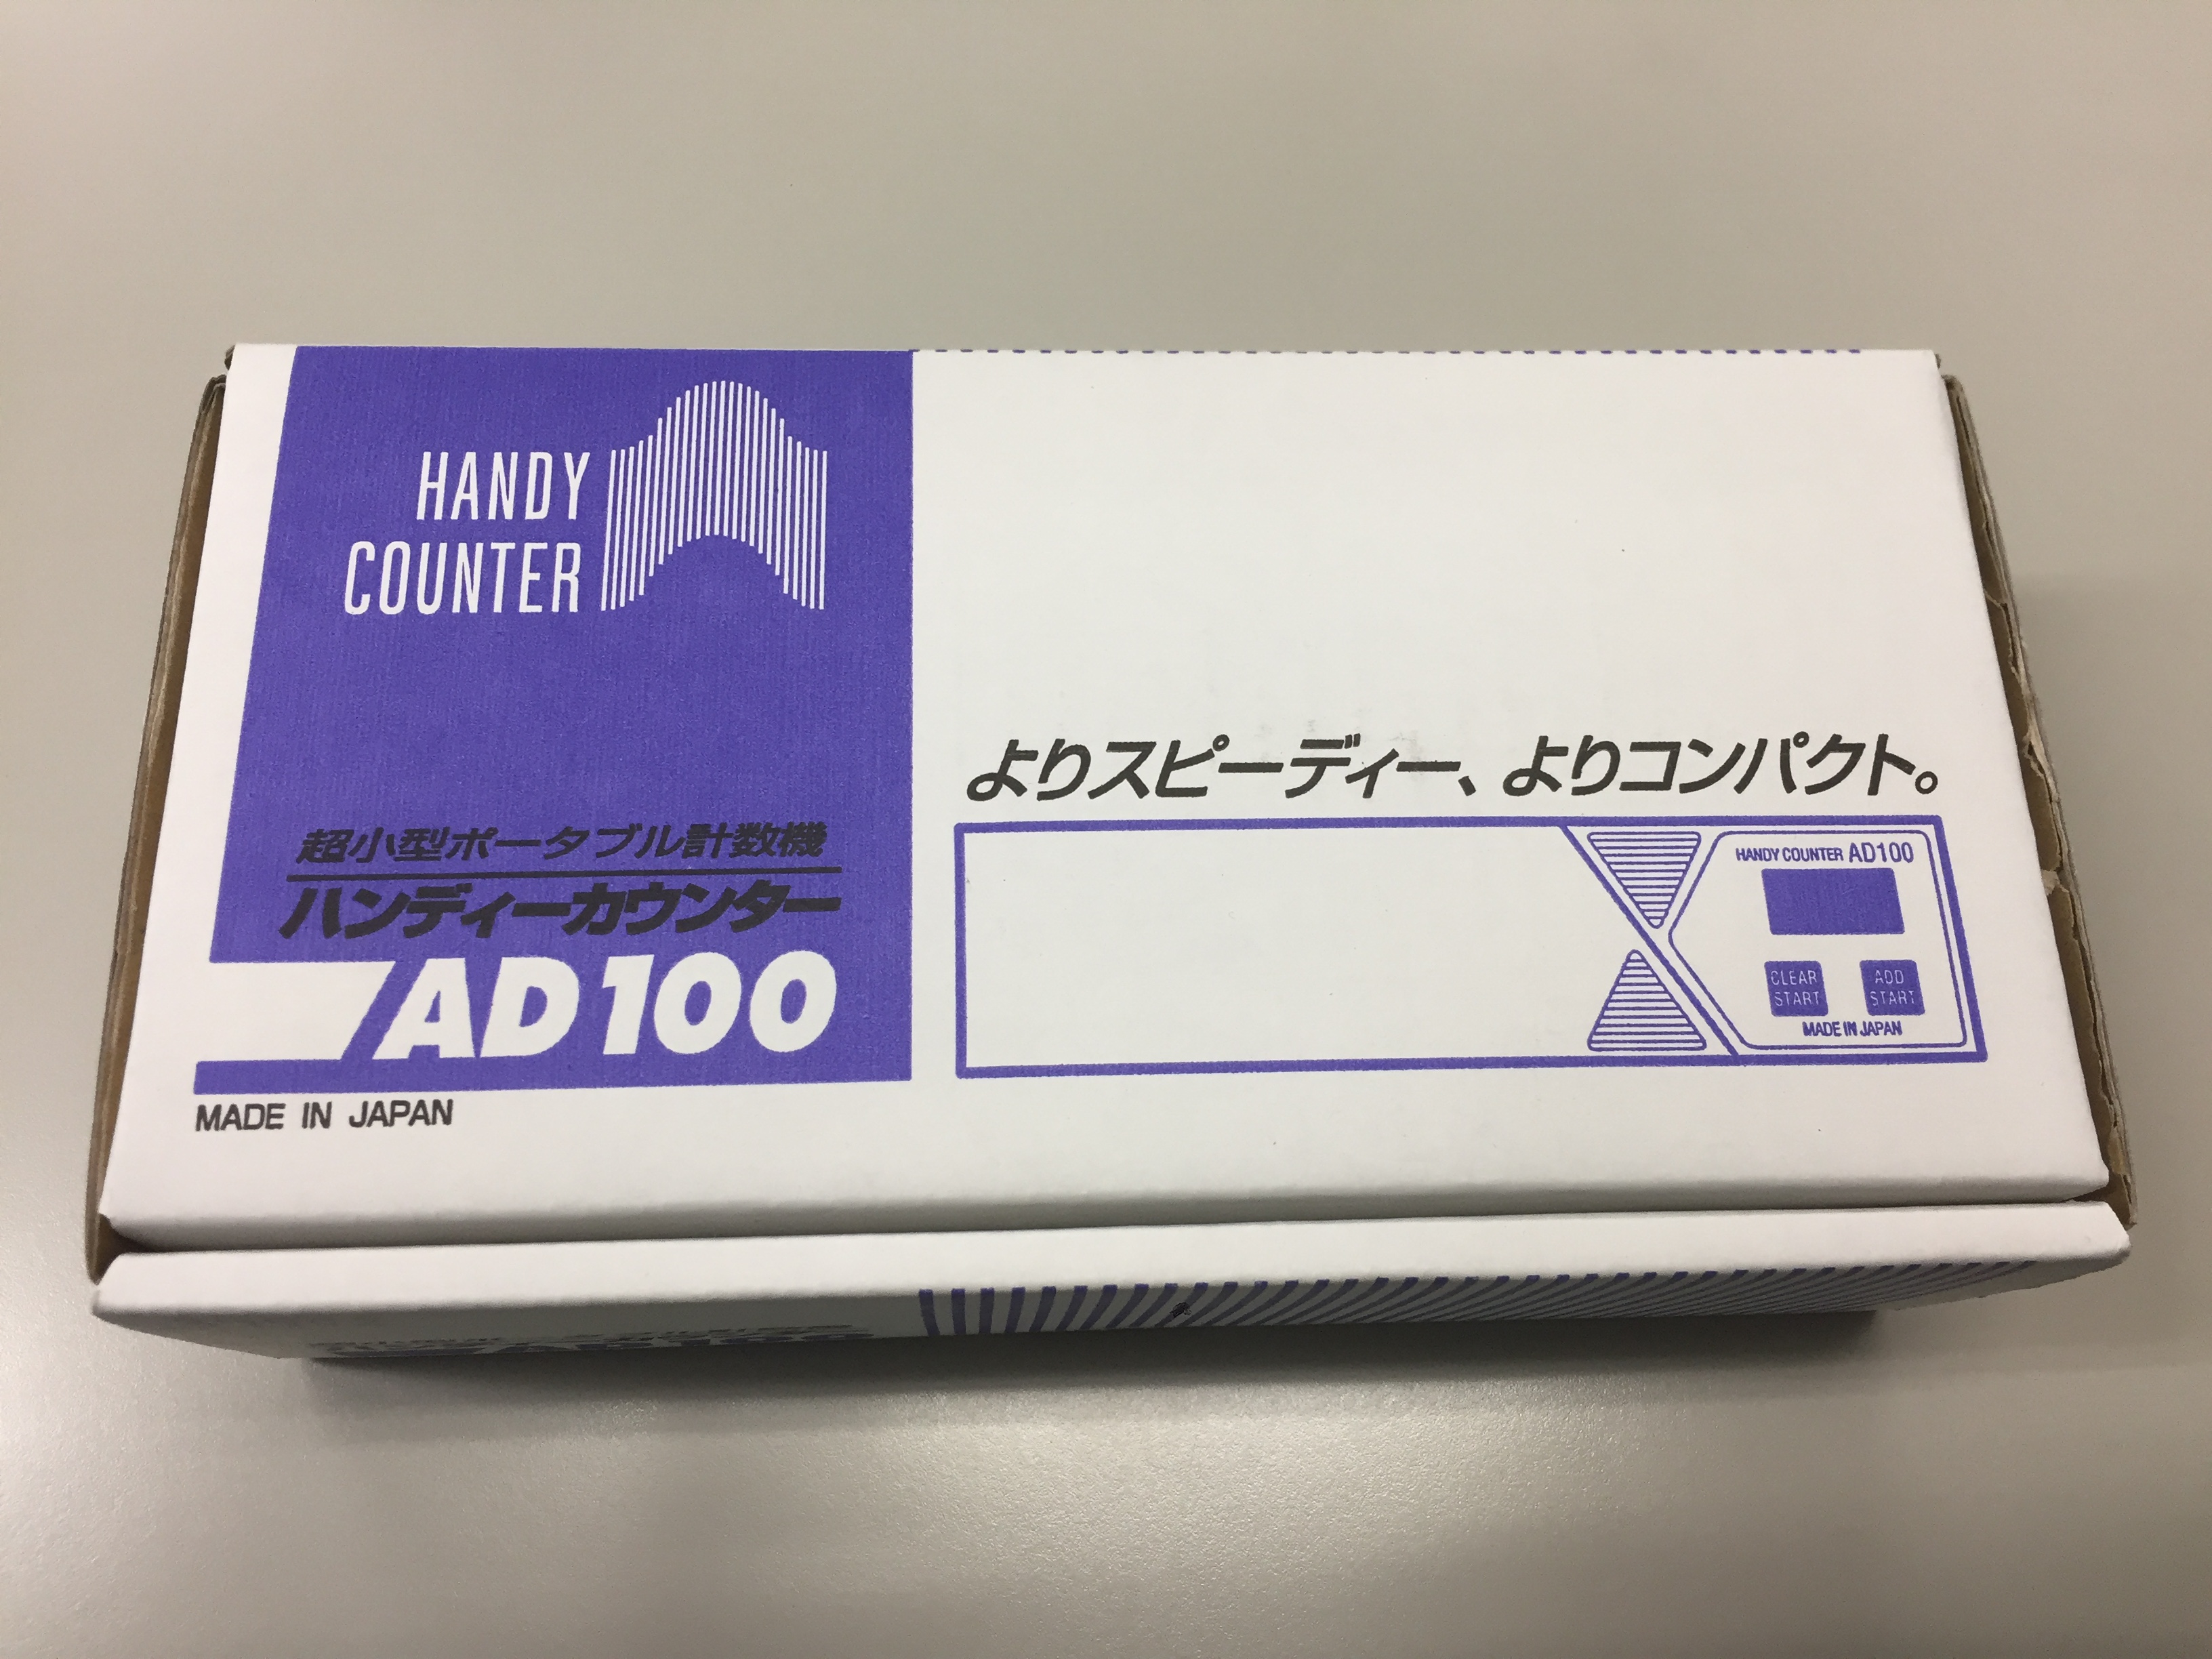 HANDY
COUNTER
超小型ポータブル計数機
ハンディーカウンター
AD100
MADE IN JAPAN
よりスピーディー、よりコンパクト。
HANDY COUNTER AD100
CLEAR
START
ADD
START
MADE IN JAPAN